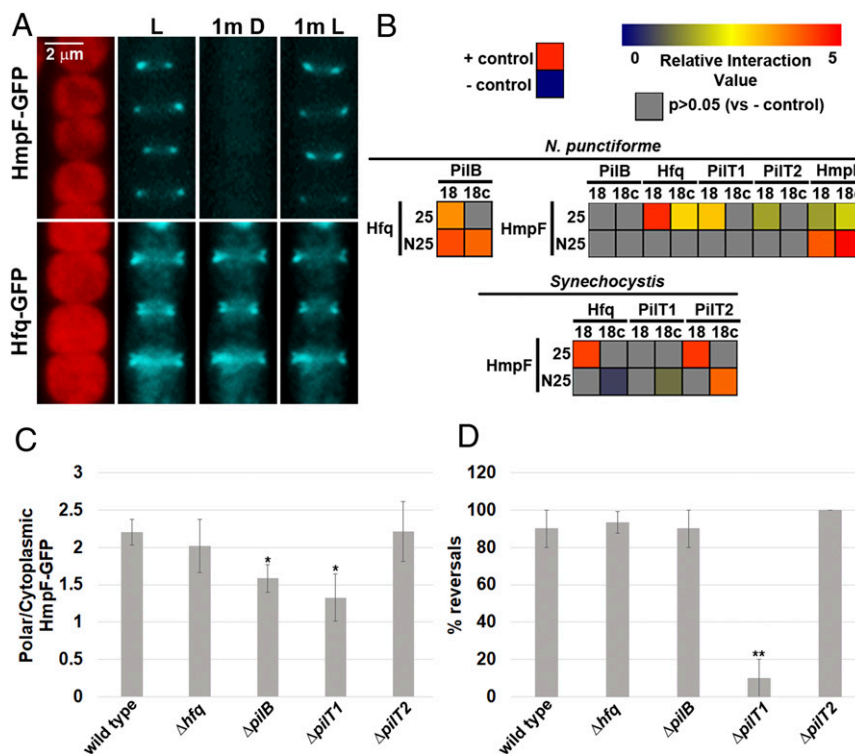 A
L 1m D 1m L
2 μm
HmpF-GFP
Hfq-GFP
B
+ control
- control
0 Relative Interaction Value 5
p>0.05 (vs - control)
N. punctiforme
PilB
18 18c
Hfq
25
N25
PilB Hfq PilT1 PilT2
18 18c 18 18c 18 18c 18 18c 18
HmpF
25
N25
Synechocystis
Hfq PilT1 PilT2
18 18c 18 18c 18 18c
HmpF
25
N25
C
Polar/Cytoplasmic
HmpF-GFP
3
2.5
2
1.5
1
0.5
0
* *
wild type Δhfq ΔpilB ΔpilT1 ΔpilT2
D
% reversals
120
100
80
60
40
20
0
**
wild type Δhfq ΔpilB ΔpilT1 ΔpilT2